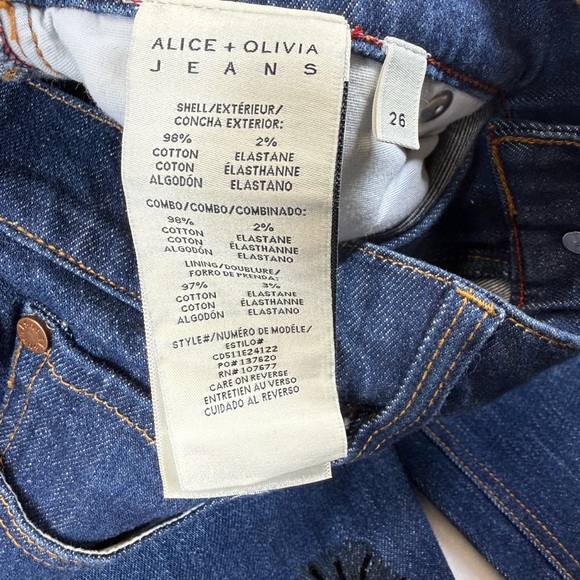 ALICE + OLIVIA
JEANS
SHELL/EXTÉRIEUR/
CONCHA EXTERIOR:
98% 2%
COTTON ELASTANE
COTON ÉLASTHANNE
ALGODÓN ELASTANO
COMBO/COMBO/COMBINADO:
98% 2%
COTTON ELASTANE
COTON ÉLASTHANNE
ALGODÓN ELASTANO
LINING/DOUBLURE/
FORRO DE PRENDA:
97% 3%
COTTON ELASTANE
COTON ÉLASTHANNE
ALGODÓN ELASTANO
STYLE#/NUMÉRO DE MODÈLE/
ESTILO#
CD511E24122
PO#137620
RN#107677
CARE ON REVERSE
ENTRETIEN AU VERSO
CUIDADO AL REVERSO
26